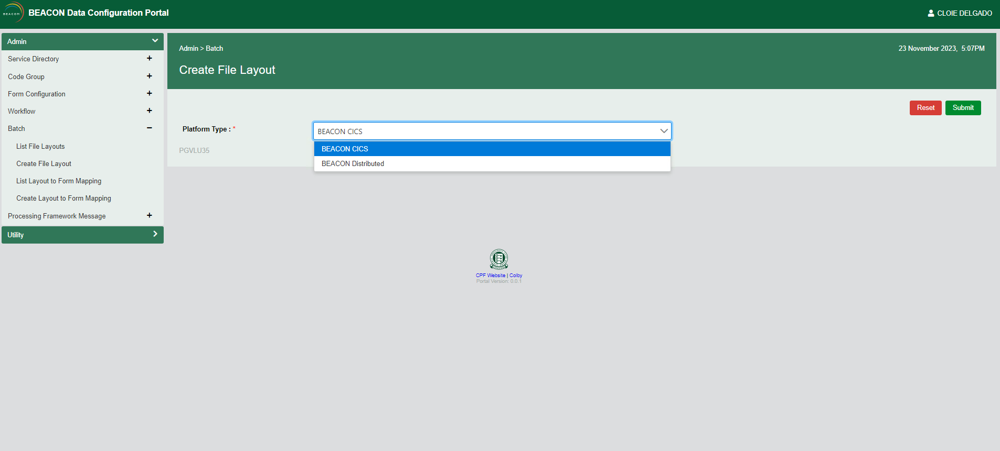 BEACON
BEACON Data Configuration Portal
CLOIE DELGADO
Admin
Service Directory
Code Group
Form Configuration
Workflow
Batch
List File Layouts
Create File Layout
List Layout to Form Mapping
Create Layout to Form Mapping
Processing Framework Message
Utility
Admin > Batch
23 November 2023, 5:07PM
Create File Layout
Reset
Submit
Platform Type : *
BEACON CICS
BEACON CICS
BEACON Distributed
PGVLU35
CPF Website | Colby
Portal Version: 0.0.1